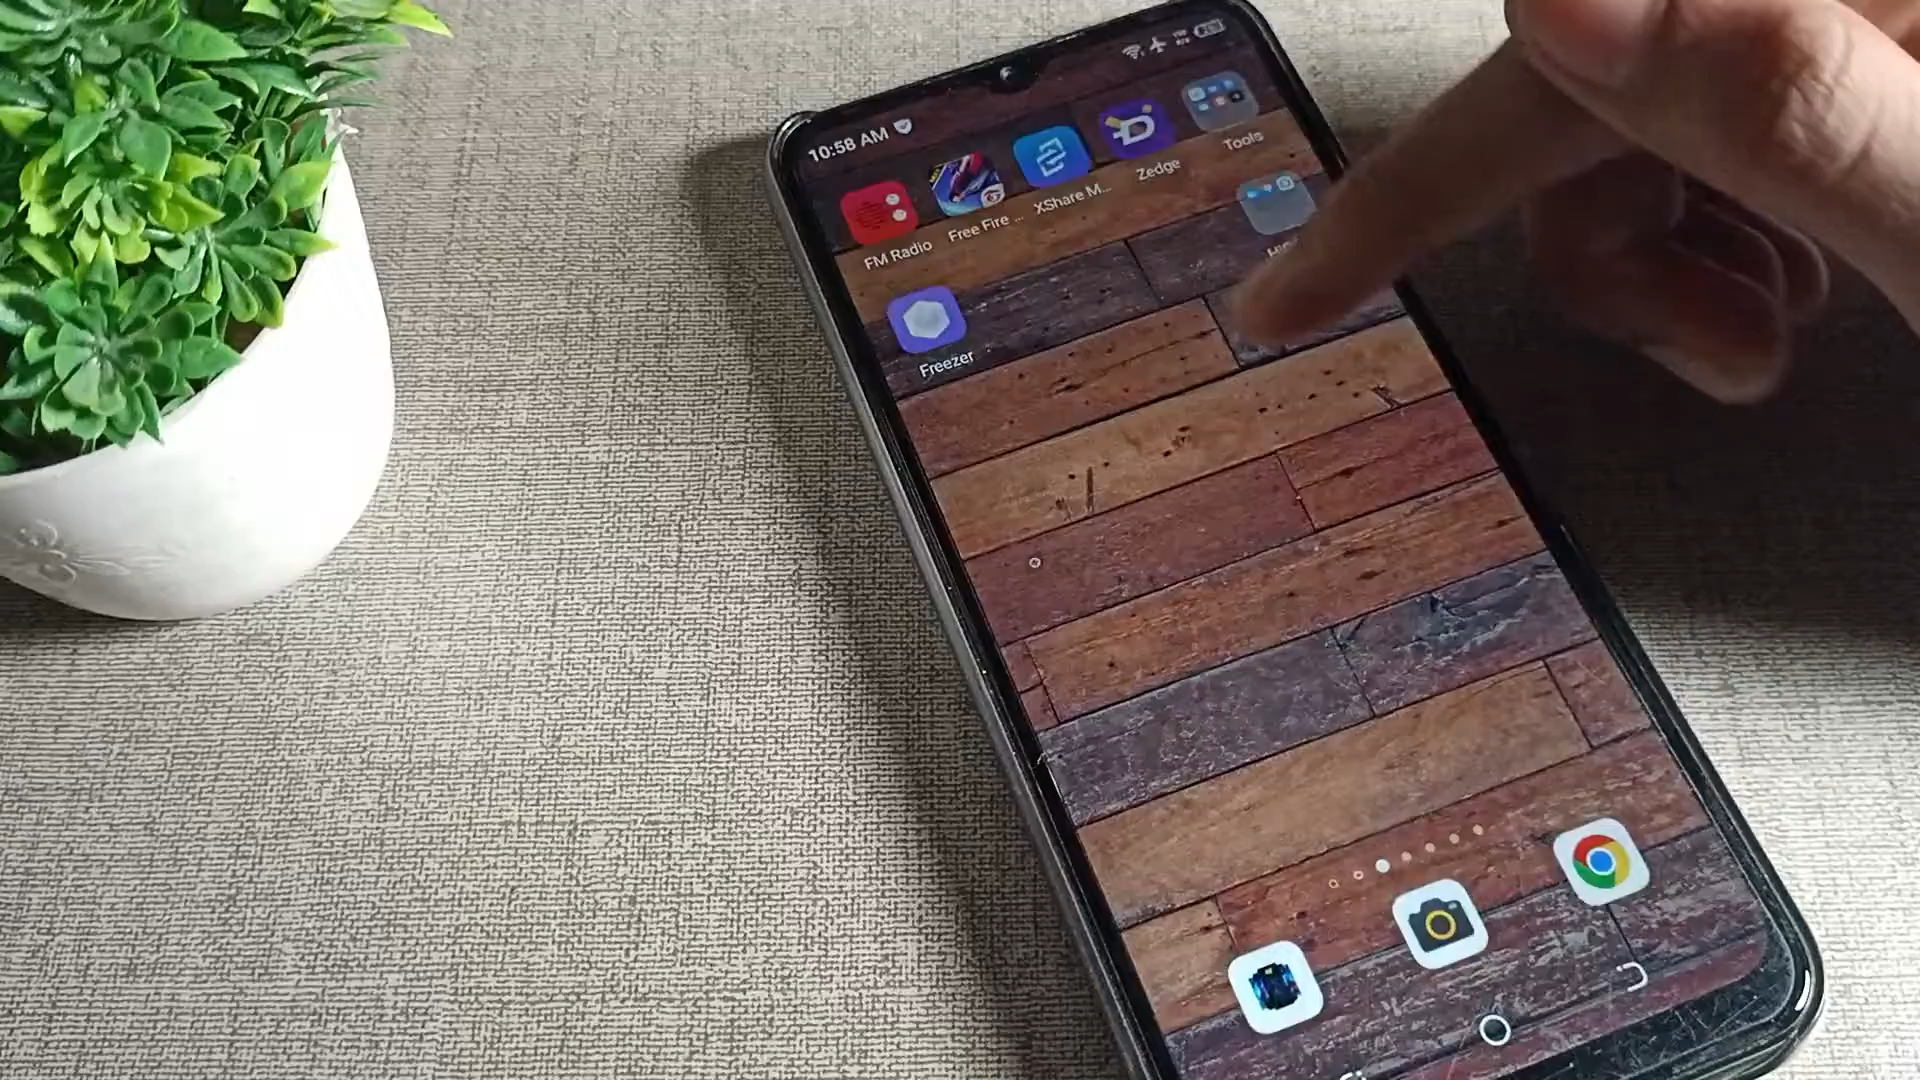 10:58 AM
FM Radio
Free Fire ...
XShare M...
Zedge
Tools
Freezer